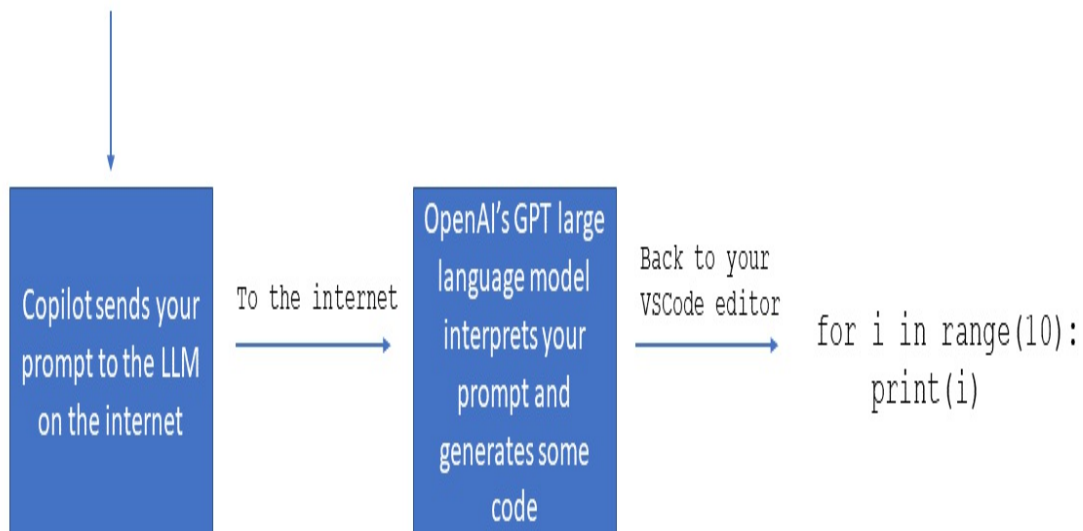 Copilot sends your
prompt to the LLM
on the internet
To the internet
OpenAI's GPT large
language model
interprets your
prompt and
generates some
code
Back to your
VSCode editor
for i in range(10):
    print(i)